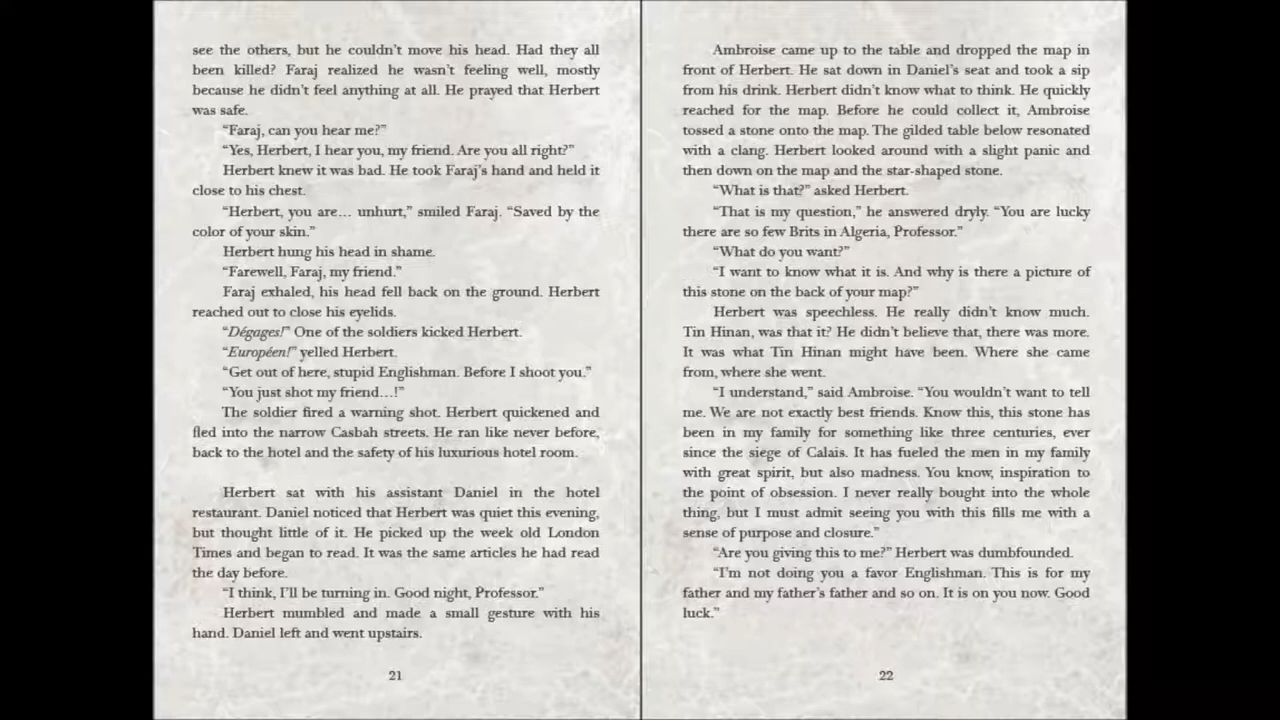 see the others, but he couldn’t move his head. Had they all
been killed? Faraj realized he wasn’t feeling well, mostly
because he didn’t feel anything at all. He prayed that Herbert
was safe.
“Faraj, can you hear me?”
“Yes, Herbert, I hear you, my friend. Are you all right?”
Herbert knew it was bad. He took Faraj’s hand and held it
close to his chest.
“Herbert, you are… unhurt,” smiled Faraj. “Saved by the
color of your skin.”
Herbert hung his head in shame.
“Farewell, Faraj, my friend.”
Faraj exhaled, his head fell back on the ground. Herbert
reached out to close his eyelids.
“Dégages!” One of the soldiers kicked Herbert.
“Européen!” yelled Herbert.
“Get out of here, stupid Englishman. Before I shoot you.”
“You just shot my friend…!”
The soldier fired a warning shot. Herbert quickened and
fled into the narrow Casbah streets. He ran like never before,
back to the hotel and the safety of his luxurious hotel room.
Herbert sat with his assistant Daniel in the hotel
restaurant. Daniel noticed that Herbert was quiet this evening,
but thought little of it. He picked up the week old London
Times and began to read. It was the same articles he had read
the day before.
“I think, I’ll be turning in. Good night, Professor.”
Herbert mumbled and made a small gesture with his
hand. Daniel left and went upstairs.
21
Ambroise came up to the table and dropped the map in
front of Herbert. He sat down in Daniel’s seat and took a sip
from his drink. Herbert didn’t know what to think. He quickly
reached for the map. Before he could collect it, Ambroise
tossed a stone onto the map. The gilded table below resonated
with a clang. Herbert looked around with a slight panic and
then down on the map and the star-shaped stone.
“What is that?” asked Herbert.
“That is my question,” he answered dryly. “You are lucky
there are so few Brits in Algeria, Professor.”
“What do you want?”
“I want to know what it is. And why is there a picture of
this stone on the back of your map?”
Herbert was speechless. He really didn’t know much.
Tin Hinan, was that it? He didn’t believe that, there was more.
It was what Tin Hinan might have been. Where she came
from, where she went.
“I understand,” said Ambroise. “You wouldn’t want to tell
me. We are not exactly best friends. Know this, this stone has
been in my family for something like three centuries, ever
since the siege of Calais. It has fueled the men in my family
with great spirit, but also madness. You know, inspiration to
the point of obsession. I never really bought into the whole
thing, but I must admit seeing you with this fills me with a
sense of purpose and closure.”
“Are you giving this to me?” Herbert was dumbfounded.
“I’m not doing you a favor Englishman. This is for my
father and my father’s father and so on. It is on you now. Good
luck.”
22